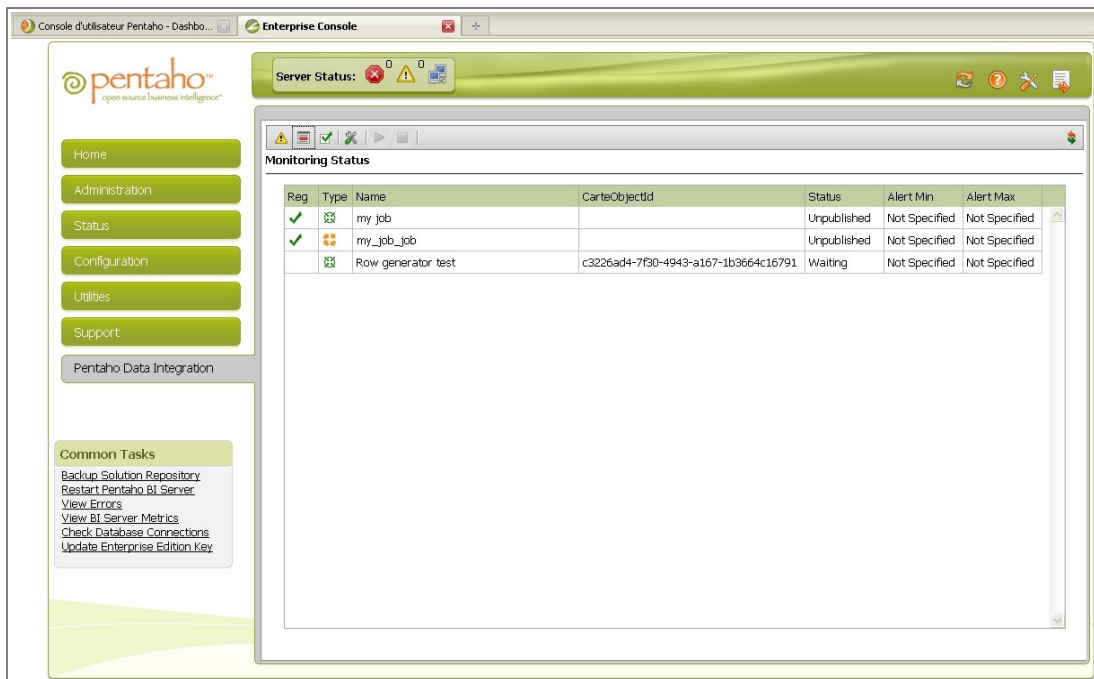 Console d'utilisateur Pentaho - Dashbo...
Enterprise Console
pentaho™
open source business intelligence™
Server Status: 0 0
Home
Administration
Status
Configuration
Utilities
Support
Pentaho Data Integration
Monitoring Status
Reg Type Name CarteObjectId Status Alert Min Alert Max
my job Unpublished Not Specified Not Specified
my_job_job Unpublished Not Specified Not Specified
Row generator test c3226ad4-7f30-4943-a167-1b3664c16791 Waiting Not Specified Not Specified
Common Tasks
Backup Solution Repository
Restart Pentaho BI Server
View Errors
View BI Server Metrics
Check Database Connections
Update Enterprise Edition Key